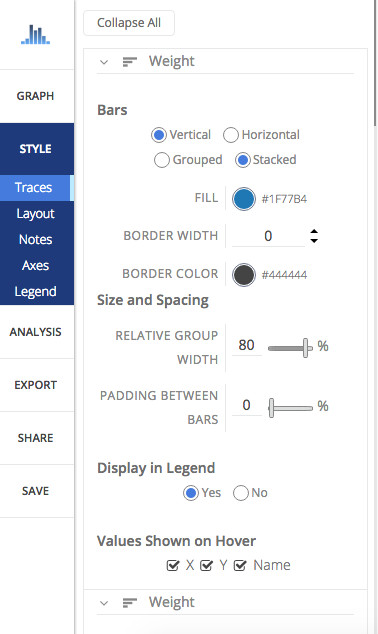 Collapse All
Weight
GRAPH
STYLE
Traces
Layout
Notes
Axes
Legend
ANALYSIS
EXPORT
SHARE
SAVE
Bars
Vertical Horizontal
Grouped Stacked
FILL #1F77B4
BORDER WIDTH 0
BORDER COLOR #444444
Size and Spacing
RELATIVE GROUP
WIDTH 80 %
PADDING BETWEEN
BARS 0 %
Display in Legend
Yes No
Values Shown on Hover
X Y Name
Weight